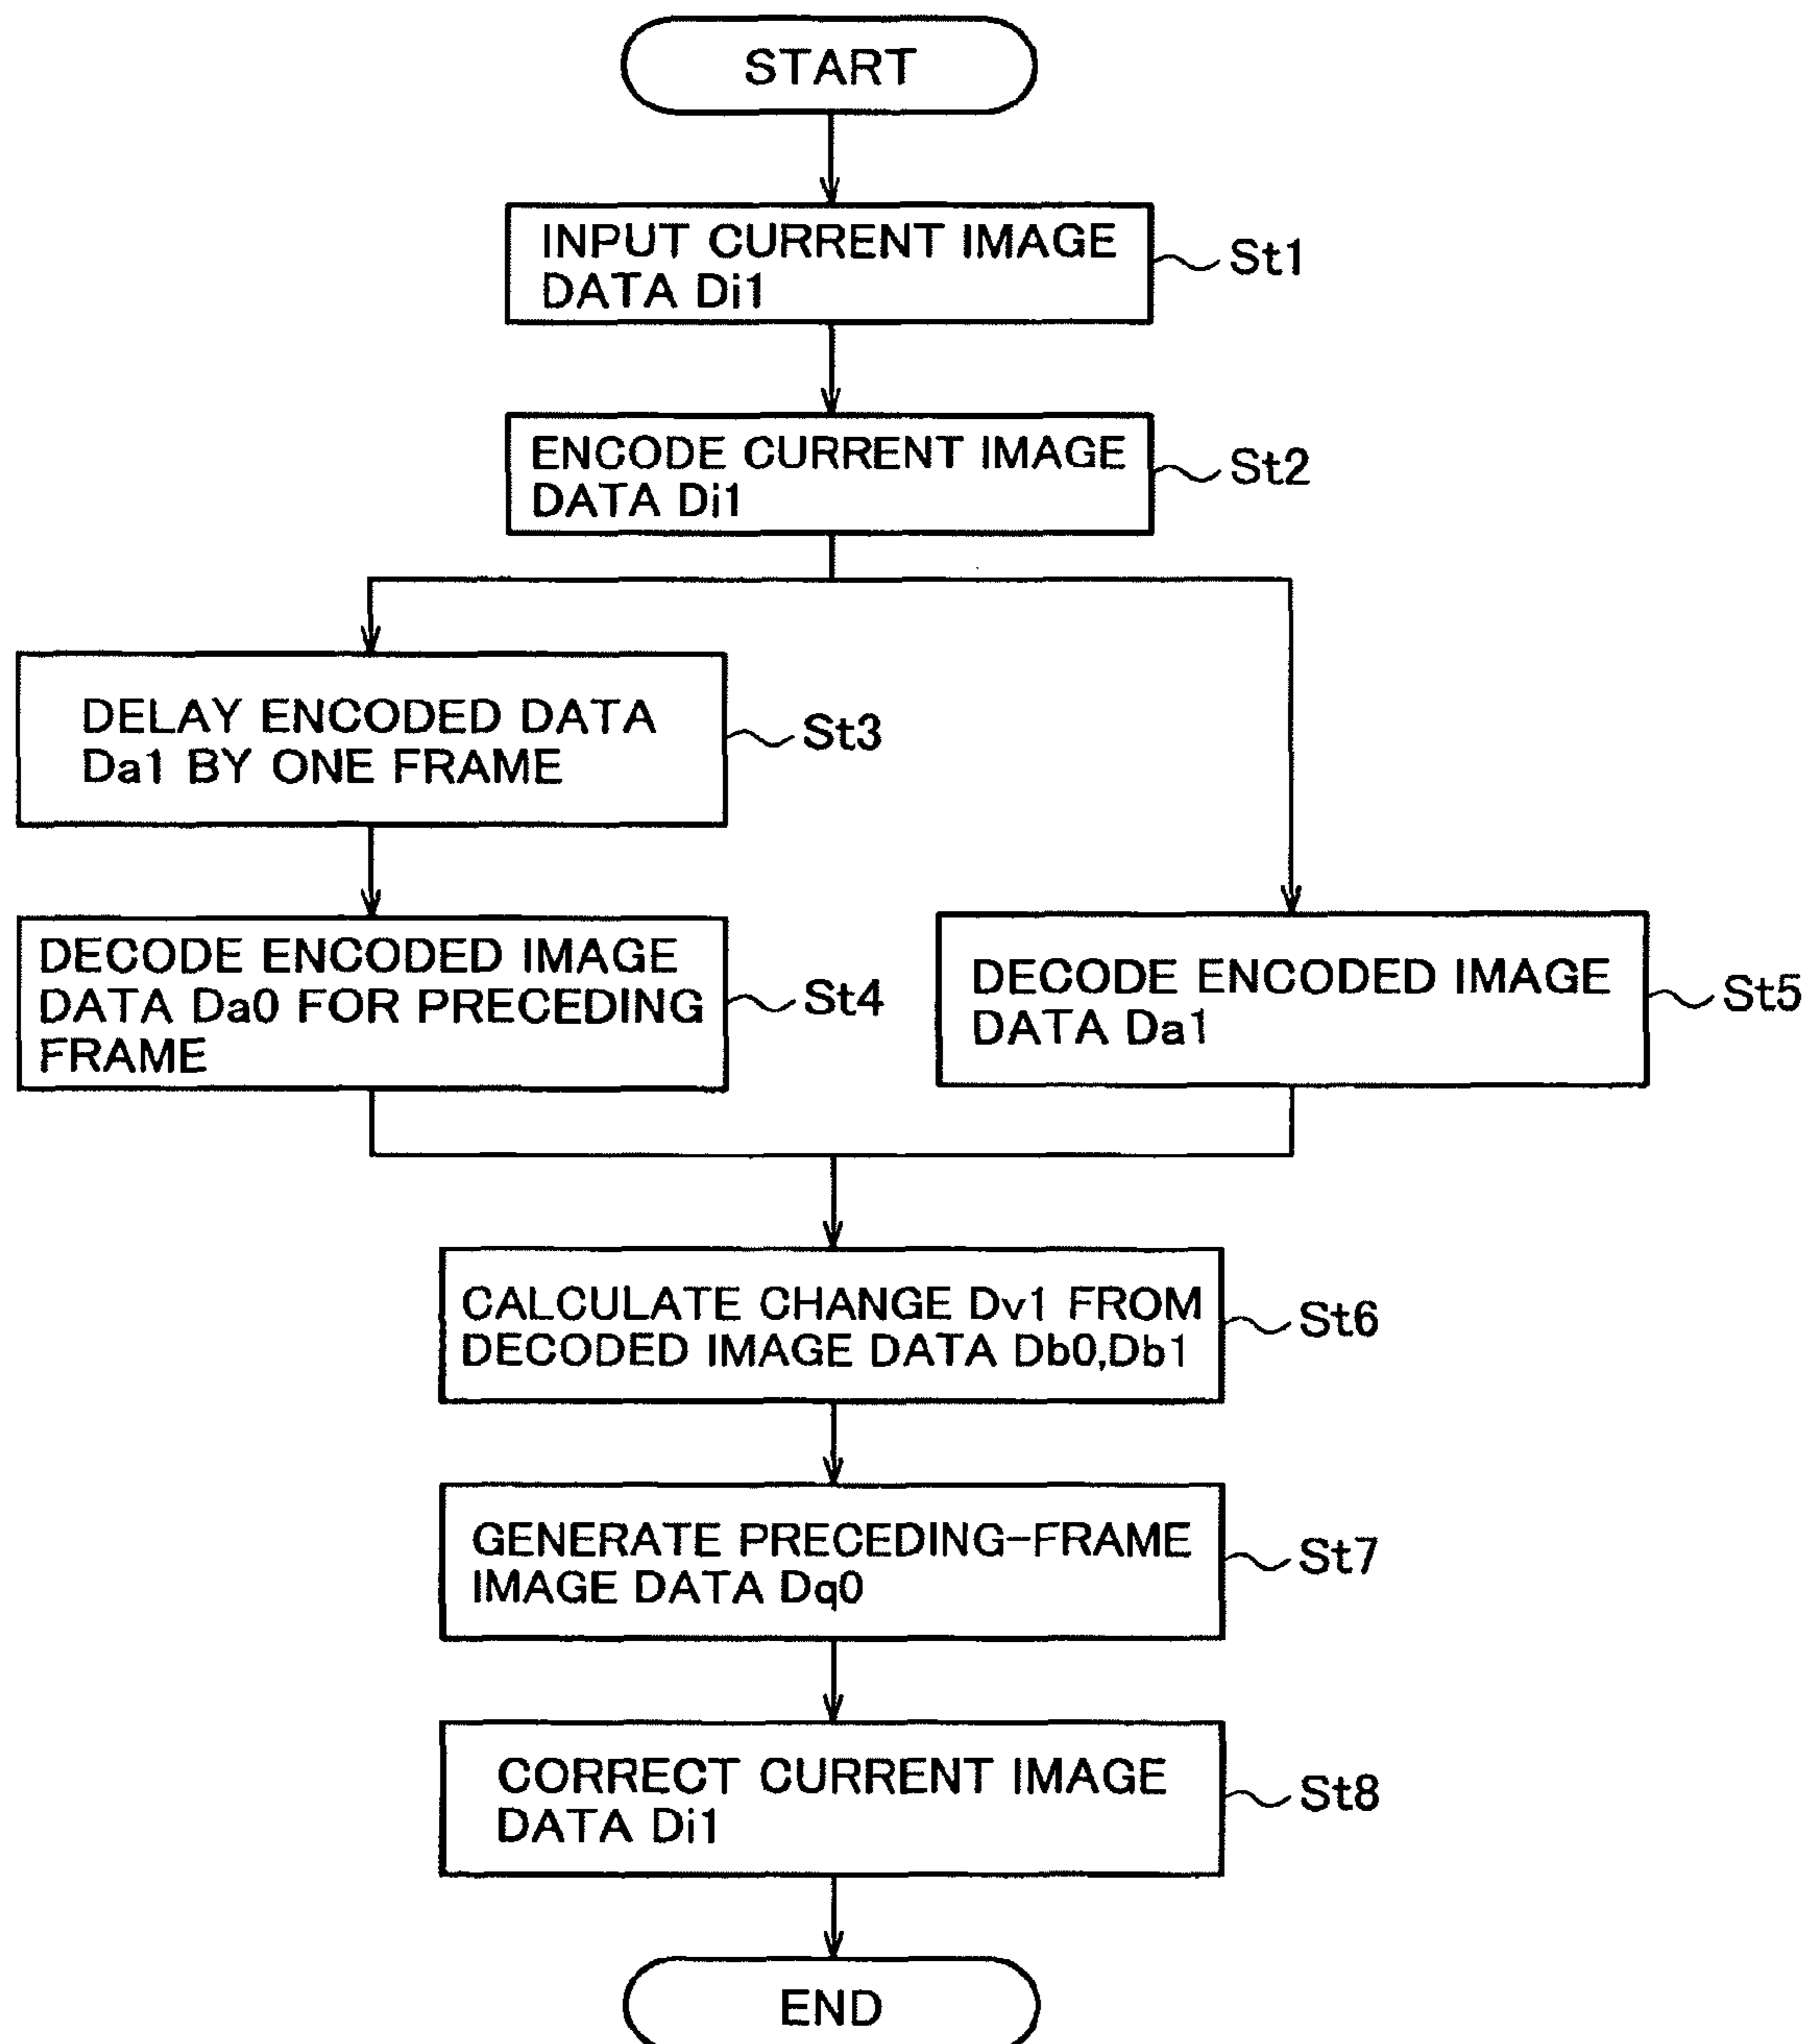 START
INPUT CURRENT IMAGE
DATA Di1
St1
ENCODE CURRENT IMAGE
DATA Di1
St2
DELAY ENCODED DATA
Da1 BY ONE FRAME
St3
DECODE ENCODED IMAGE
DATA Da0 FOR PRECEDING
FRAME
St4
DECODE ENCODED IMAGE
DATA Da1
St5
CALCULATE CHANGE Dv1 FROM
DECODED IMAGE DATA Db0,Db1
St6
GENERATE PRECEDING-FRAME
IMAGE DATA Dq0
St7
CORRECT CURRENT IMAGE
DATA Di1
St8
END